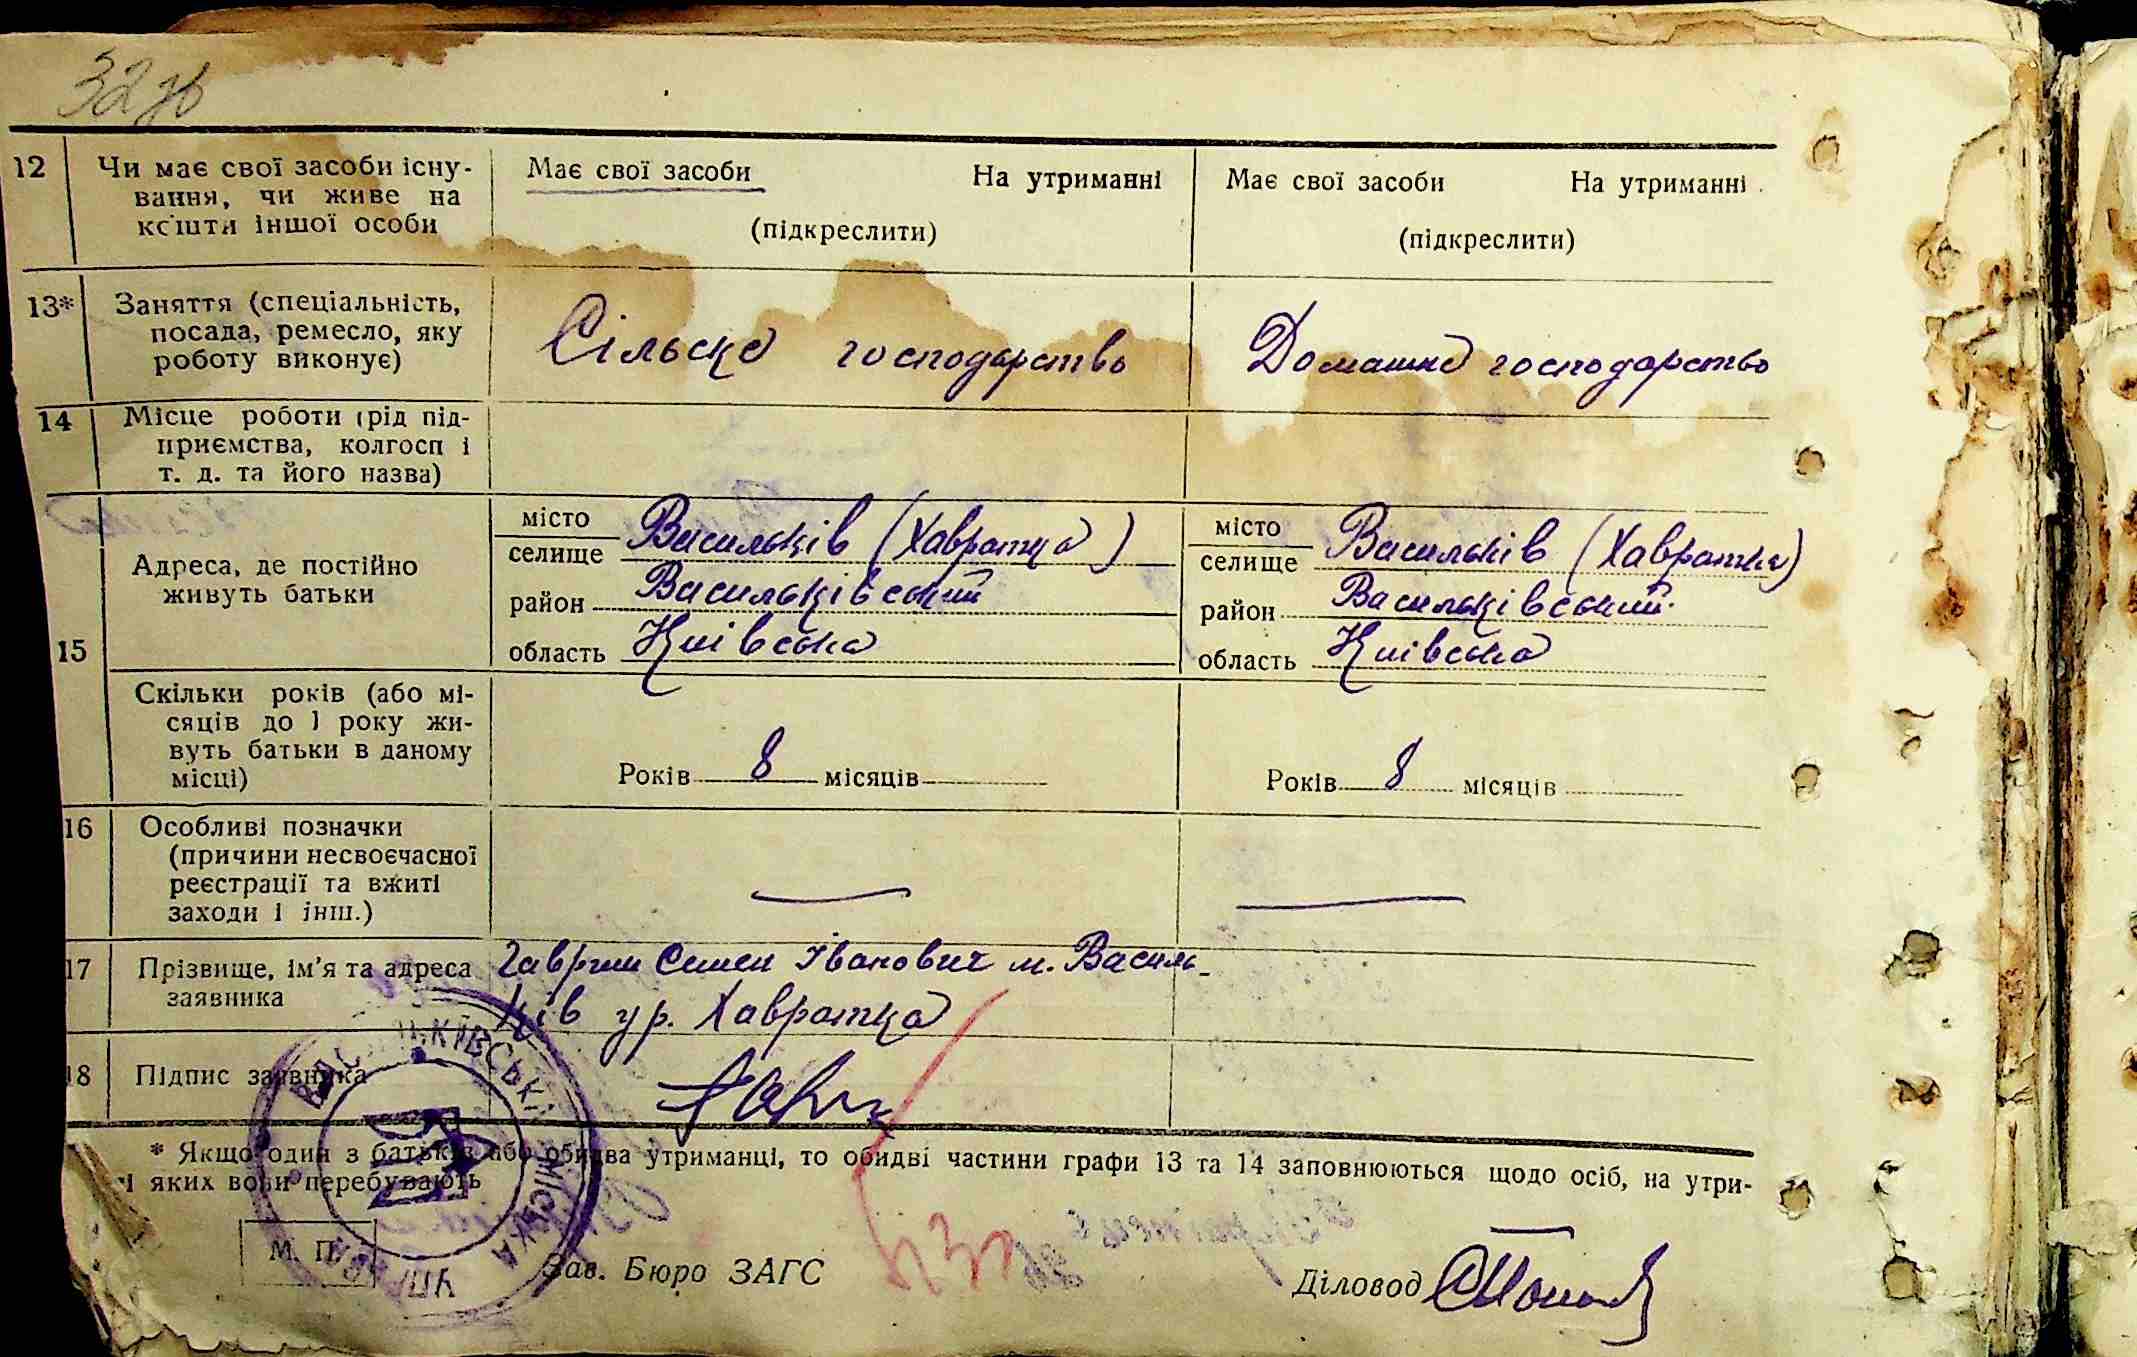 32зв
12 Чи має свої засоби існу- Має свої засоби На утриманні Має свої засоби На утриманні
вання, чи живе на
кошти іншої особи (підкреслити) (підкреслити)
13* Заняття (спеціальність,
посада, ремесло, яку Сільске господарство Домашнє господарство
роботу виконує)
14 Місце роботи (рід під-
приємства, колгосп і
т. д. та його назва)
15 Адреса, де постійно
живуть батьки
місто Васильків (Хавратка) місто Васильків (Хавратка)
селище селище
район Васильківський район Васильківський
область Київська область Київська
Скільки років (або мі-
сяців до 1 року жи-
вуть батьки в даному
місці) Років 8 місяців Років 8 місяців
16 Особливі позначки
(причини несвоєчасної
реєстрації та вжиті
заходи і інш.)
17 Прізвище, ім'я та адреса Гавриш Семен Іванович м. Василь-
заявника ків ур. Хавратка
18 Підпис заявника
* Якщо один з батьків або обидва утриманці, то обидві частини графи 13 та 14 заповнюються щодо осіб, на утри-
і яких вони перебувають
М. П.
ВАСИЛЬКІВСЬКА МІСЬКА УПРАВА
Зав. Бюро ЗАГС Діловод